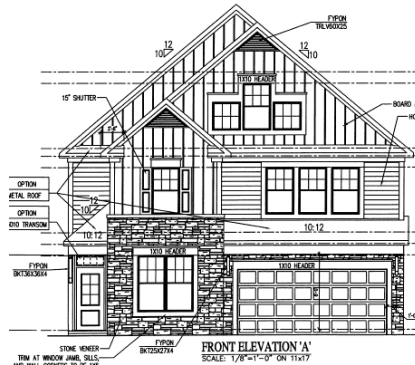 FYPON
TRLV60X25
12
10
12
10
1X10 HEADER
15" SHUTTER
BOARD
HO
OPTION
METAL ROOF
12
10
OPTION
TRANSOM
10:12
10:12
FYPON
BKT36X36X4
1X10 HEADER
1X10 HEADER
STONE VENEER
FYPON
BKT25X27X4
TRIM AT WINDOW JAMB, SILLS,
FRONT ELEVATION 'A'
SCALE: 1/8"=1'-0" ON 11x17